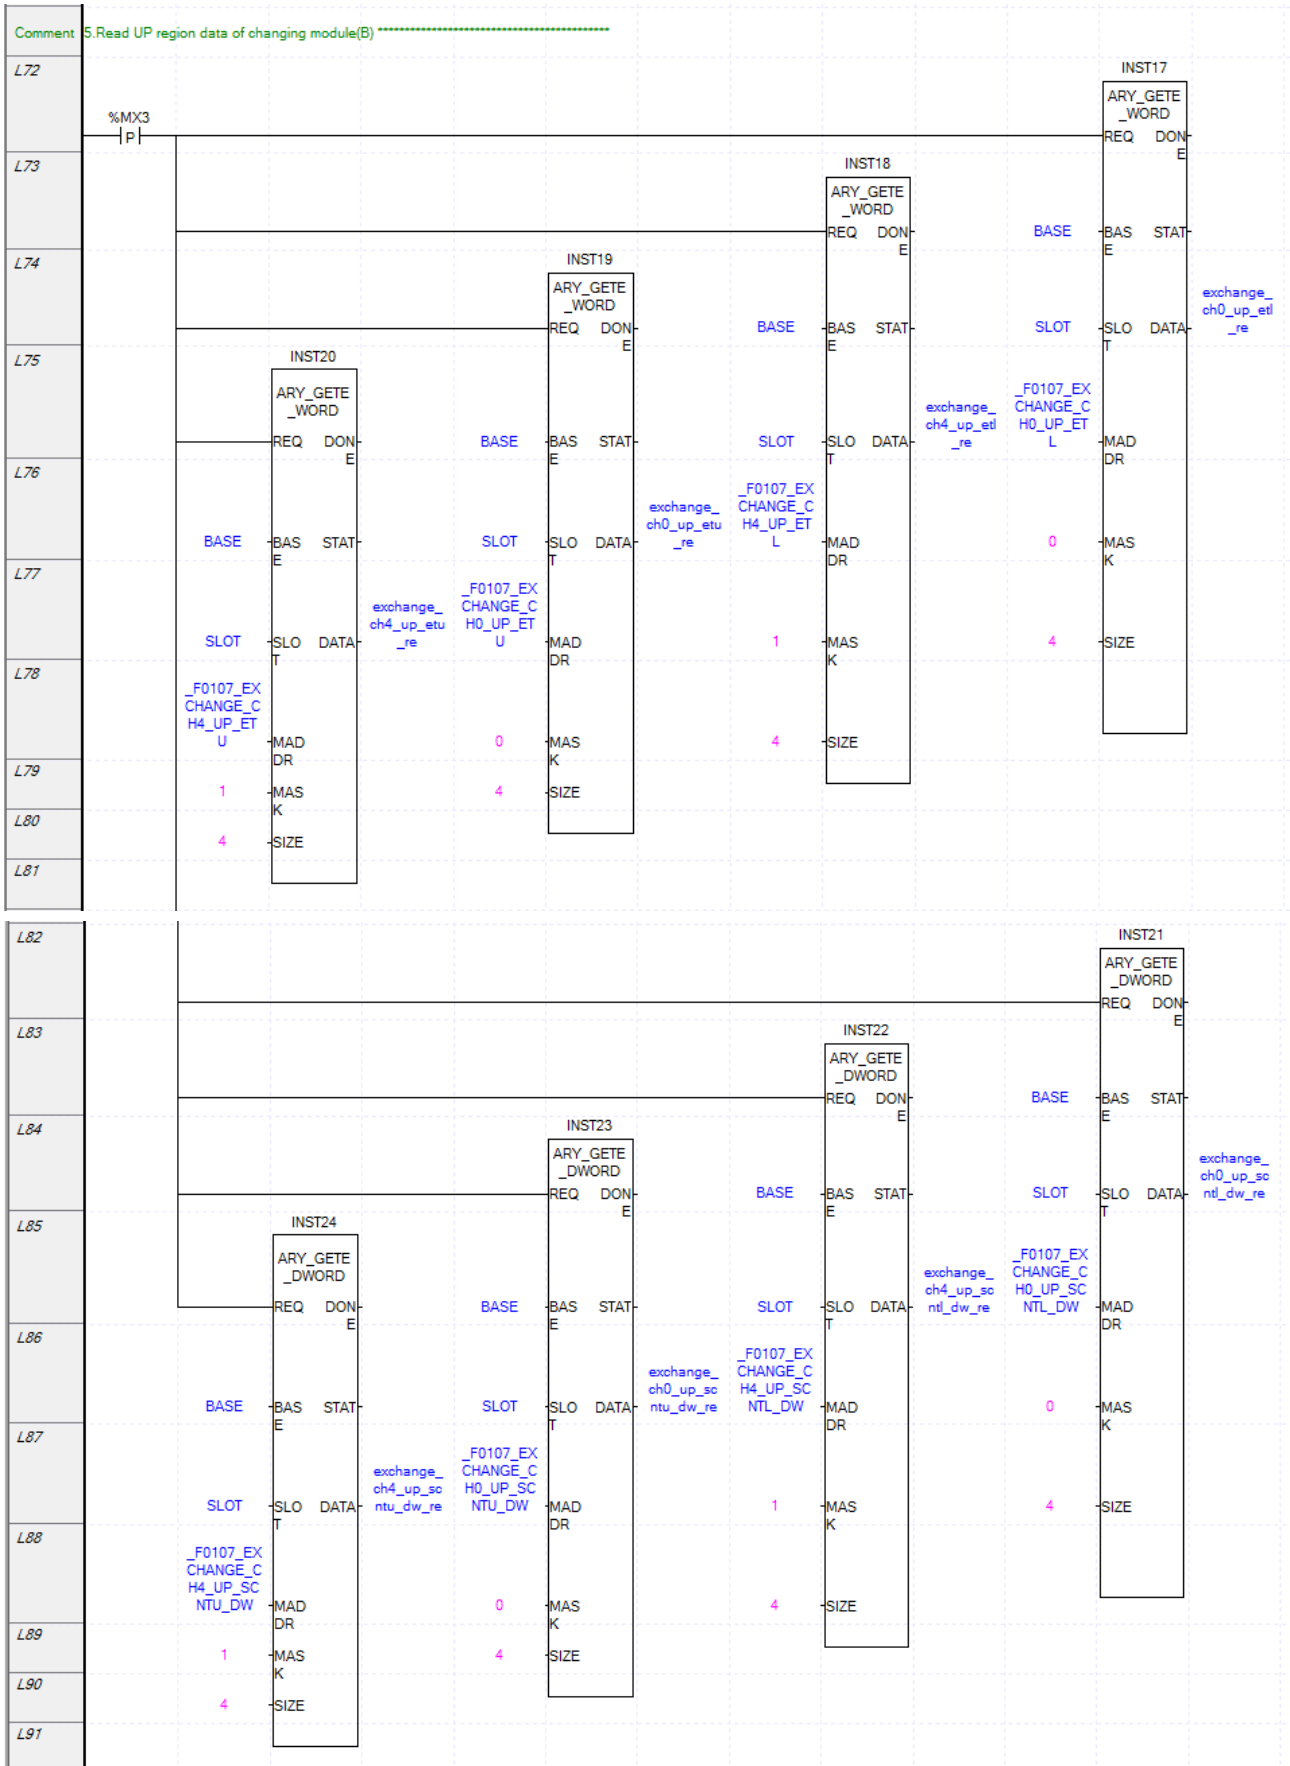 Comment 5.Read UP region data of changing module(B) ********************************************
L72
INST17
ARY_GETE
_WORD
%MX3
P
REQ DON
E
L73
INST18
ARY_GETE
_WORD
REQ DON
E
BASE
BAS STAT
E
L74
INST19
ARY_GETE
_WORD
REQ DON
E
BASE
BAS STAT
E
SLOT
SLO DATA
T
exchange_
ch0_up_etl
_re
L75
INST20
ARY_GETE
_WORD
REQ DON
E
BASE
BAS STAT
E
SLOT
SLO DATA
T
exchange_
ch4_up_etl
_re
_F0107_EX
CHANGE_C
H0_UP_ET
L
MAD
DR
L76
BASE
BAS STAT
E
SLOT
SLO DATA
T
exchange_
ch0_up_etu
_re
_F0107_EX
CHANGE_C
H4_UP_ET
L
MAD
DR
0
MAS
K
L77
SLOT
SLO DATA
T
exchange_
ch4_up_etu
_re
_F0107_EX
CHANGE_C
H0_UP_ET
U
MAD
DR
1
MAS
K
4
SIZE
L78
_F0107_EX
CHANGE_C
H4_UP_ET
U
MAD
DR
0
MAS
K
4
SIZE
L79
1
MAS
K
4
SIZE
L80
4
SIZE
L81
L82
INST21
ARY_GETE
_DWORD
REQ DON
E
L83
INST22
ARY_GETE
_DWORD
REQ DON
E
BASE
BAS STAT
E
L84
INST23
ARY_GETE
_DWORD
REQ DON
E
BASE
BAS STAT
E
SLOT
SLO DATA
T
exchange_
ch0_up_sc
ntl_dw_re
L85
INST24
ARY_GETE
_DWORD
REQ DON
E
BASE
BAS STAT
E
SLOT
SLO DATA
T
exchange_
ch4_up_sc
ntl_dw_re
_F0107_EX
CHANGE_C
H0_UP_SC
NTL_DW
MAD
DR
L86
BASE
BAS STAT
E
SLOT
SLO DATA
T
exchange_
ch0_up_sc
ntu_dw_re
_F0107_EX
CHANGE_C
H4_UP_SC
NTL_DW
MAD
DR
0
MAS
K
L87
SLOT
SLO DATA
T
exchange_
ch4_up_sc
ntu_dw_re
_F0107_EX
CHANGE_C
H0_UP_SC
NTU_DW
MAD
DR
1
MAS
K
4
SIZE
L88
_F0107_EX
CHANGE_C
H4_UP_SC
NTU_DW
MAD
DR
0
MAS
K
4
SIZE
L89
1
MAS
K
4
SIZE
L90
4
SIZE
L91